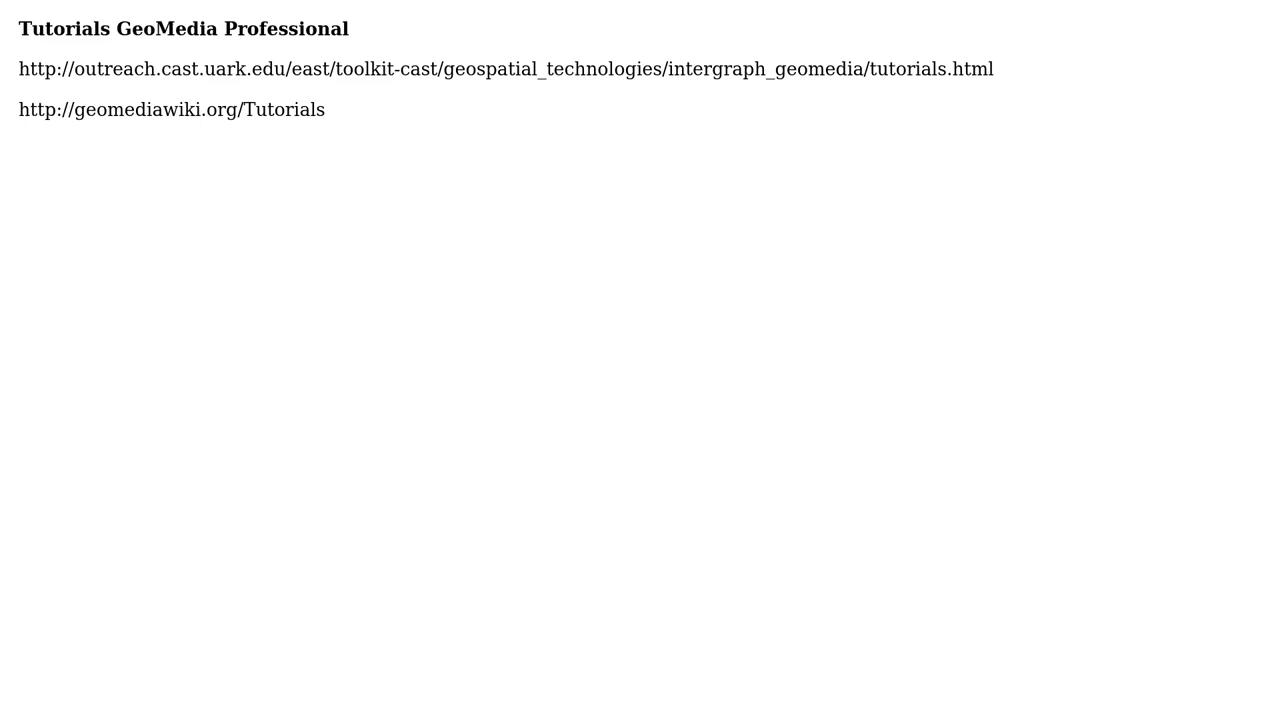 Tutorials GeoMedia Professional
http://outreach.cast.uark.edu/east/toolkit-cast/geospatial_technologies/intergraph_geomedia/tutorials.html
http://geomediawiki.org/Tutorials